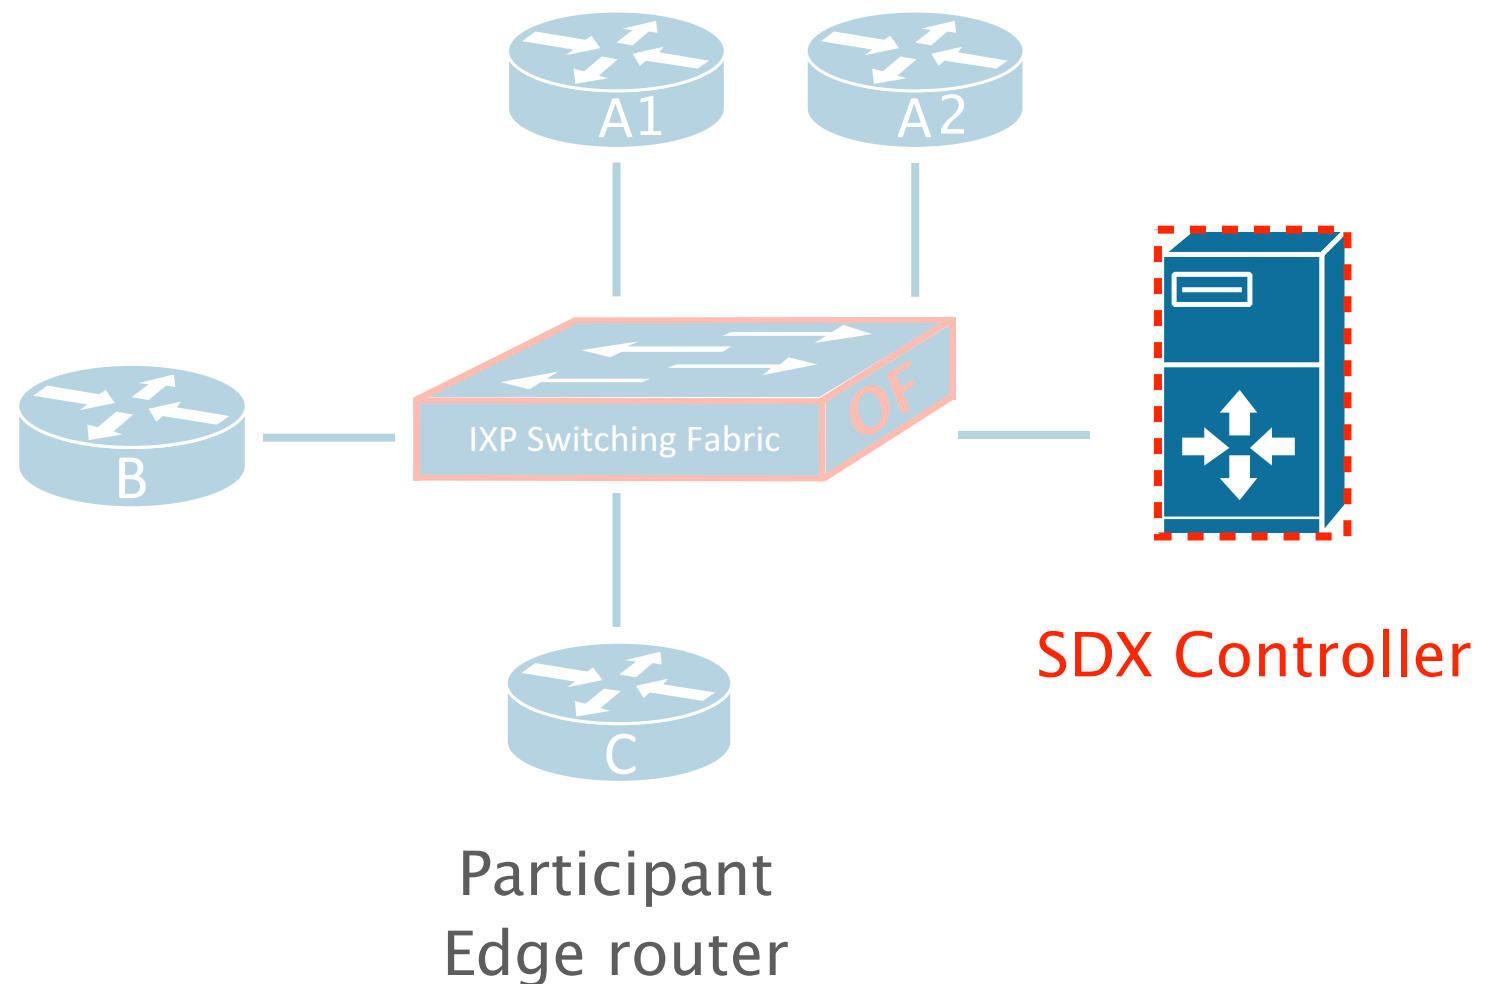 A1
A2
OF
IXP Switching Fabric
B
SDX Controller
C
Participant
Edge router